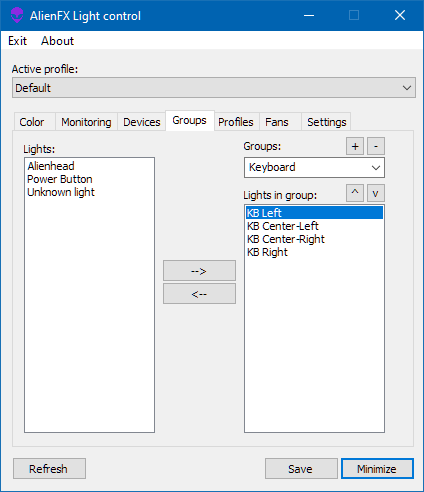 AlienFX Light control
Exit About
Active profile:
Default
Color Monitoring Devices Groups Profiles Fans Settings
Lights:
Alienhead
Power Button
Unknown light
-->
<--
Groups: + -
Keyboard
Lights in group: ^ v
KB Left
KB Center-Left
KB Center-Right
KB Right
Refresh Save Minimize